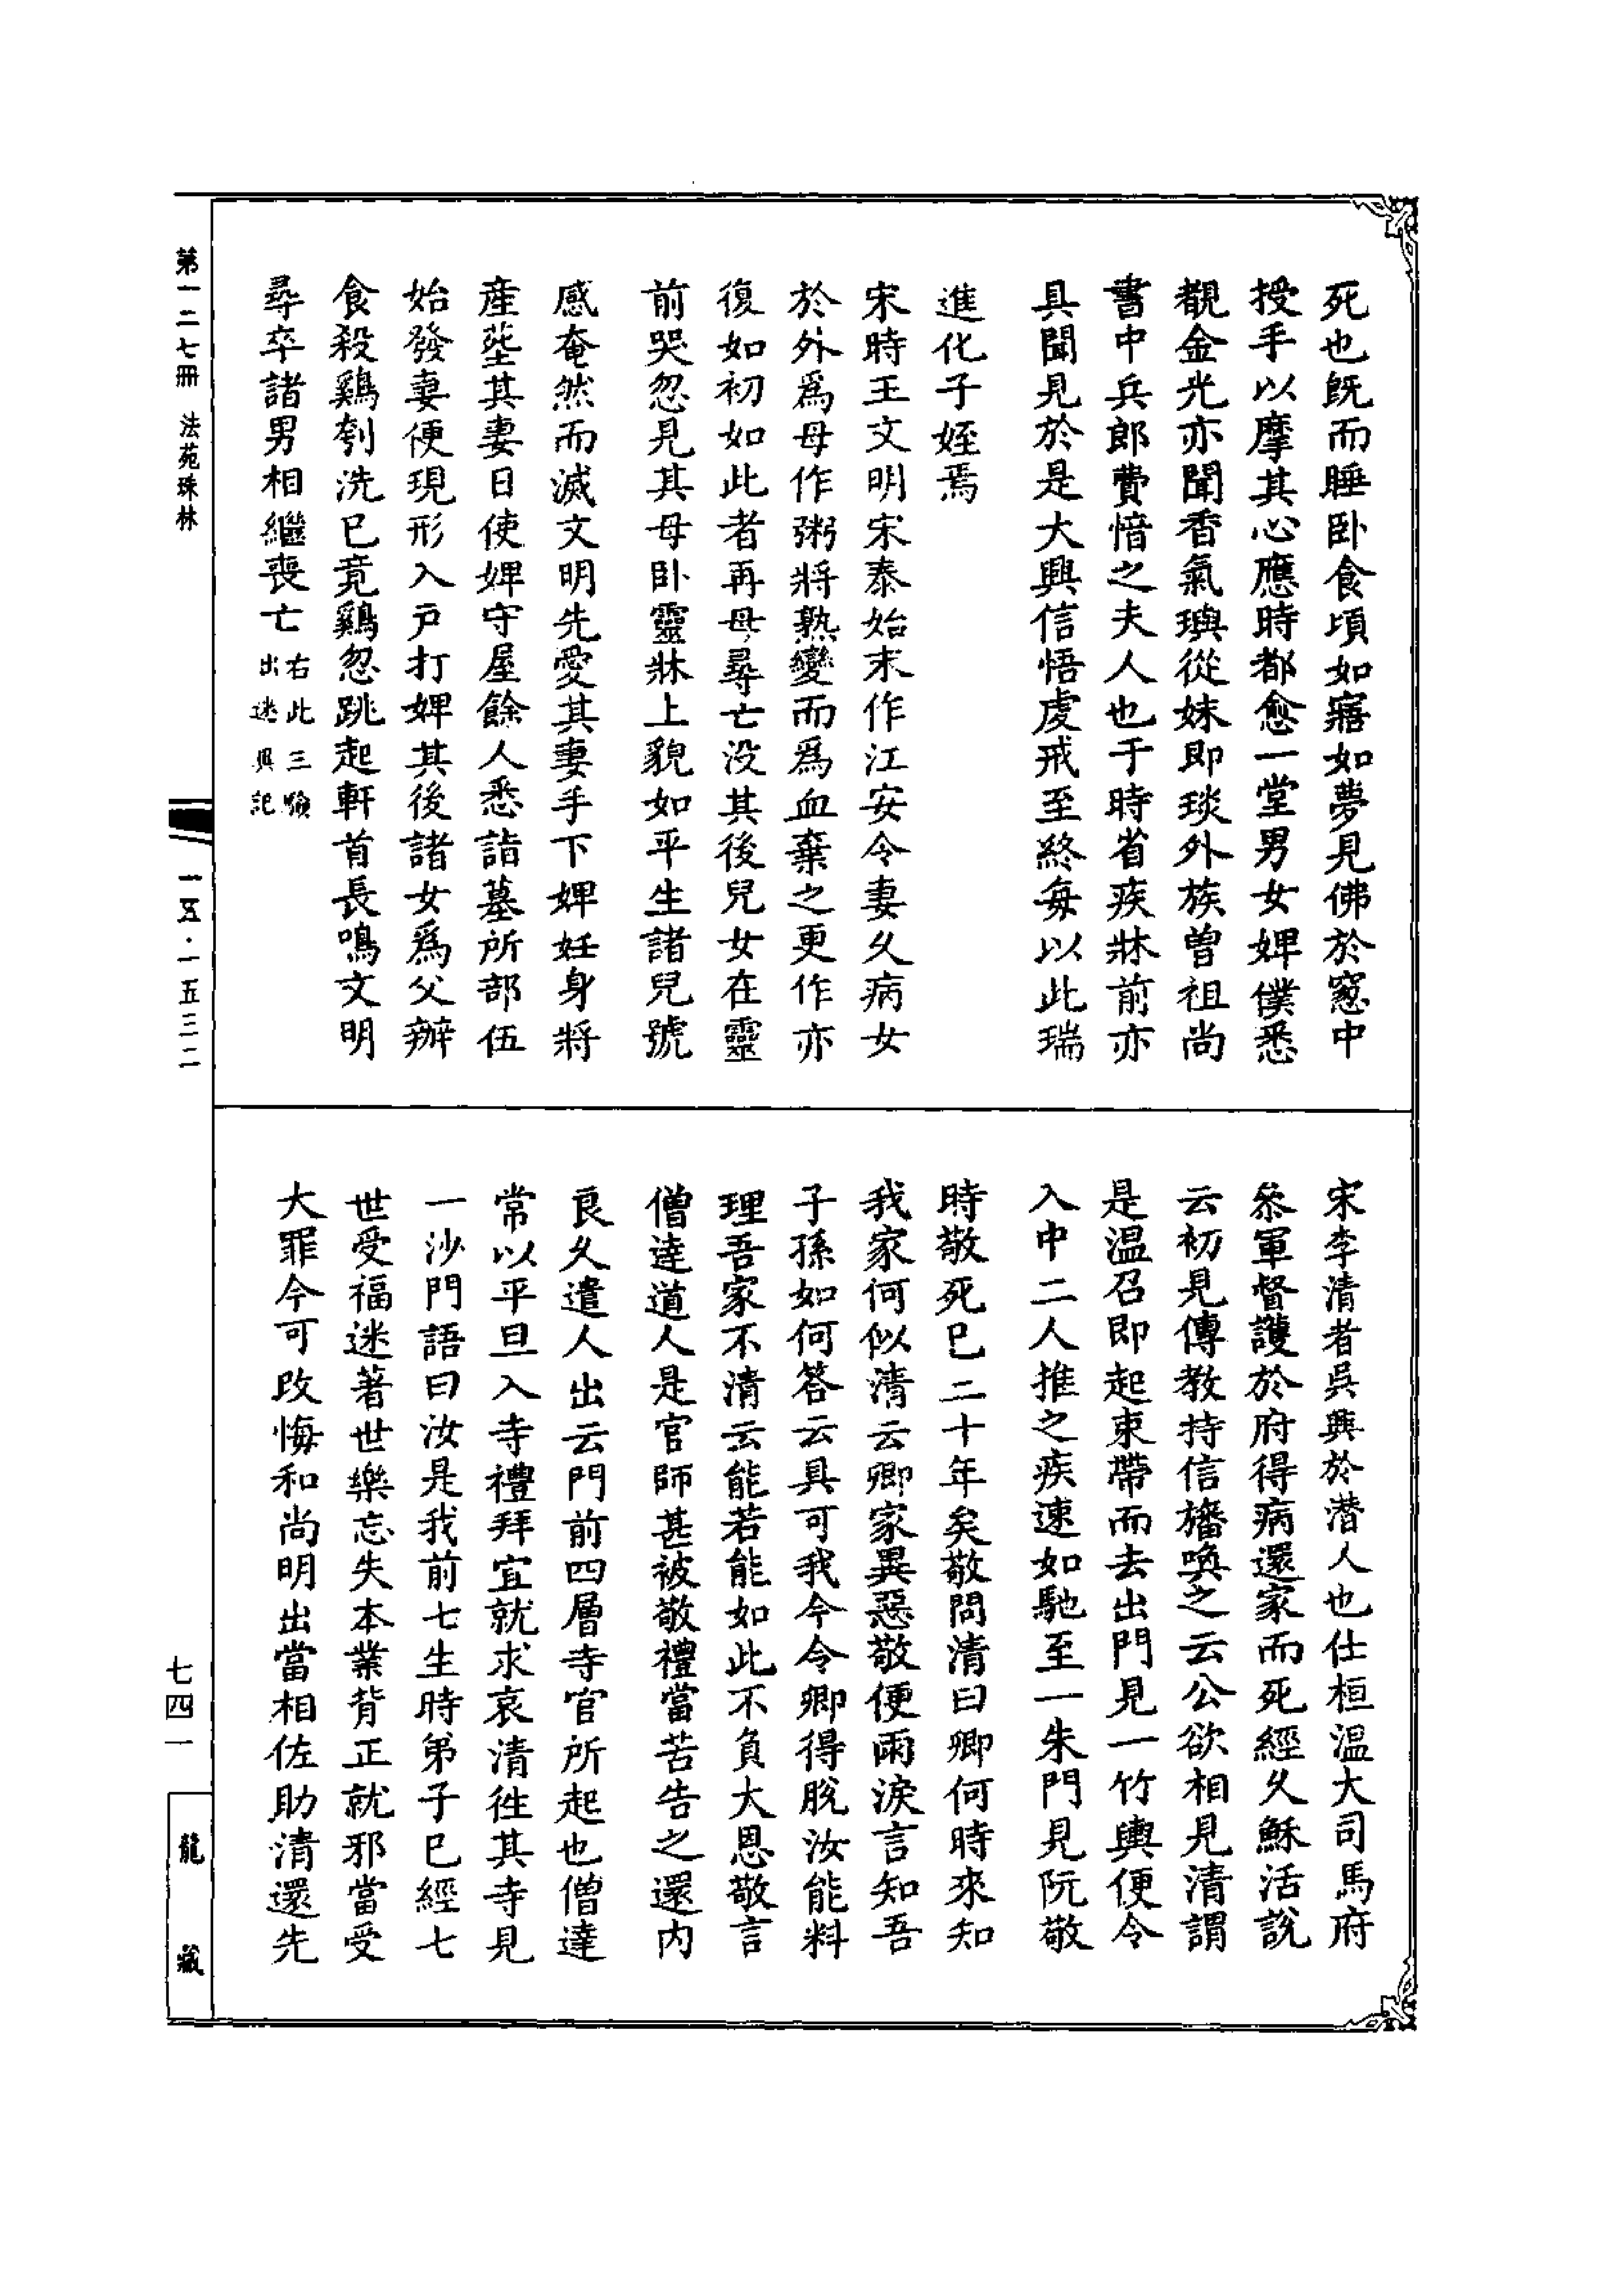 死也旣而睡卧食頃如寤如夢見佛於窻中
授手以摩其心應時都愈一堂男女婢僕悉
覩金光亦聞香氣璵從妹即琰外族曾祖尚
書中兵郎費愔之夫人也于時省疾牀前亦
具聞見於是大興信悟虔戒至終每以此瑞
進化子姪焉
宋時王文明宋泰始末作江安令妻久病女
於外爲母作粥將熟變而爲血棄之更作亦
復如初如此者再母尋亡没其後兒女在靈
前哭忽見其母卧靈牀上貌如平生諸兒號
感奄然而滅文明先愛其妻手下婢妊身將
産塟其妻日使婢守屋餘人悉詣墓所部伍
始發妻便現形入戸打婢其後諸女爲父辦
食殺鷄刳洗已竟鷄忽跳起軒首長鳴文明
尋卒諸男相繼喪亡右此三驗出述異記
宋李清者吳興於潜人也仕桓温大司馬府
叅軍督護於府得病還家而死經久穌活說
云初見傳教持信旛喚之云公欲相見清謂
是温召即起束帶而去出門見一竹輿便令
入中二人推之疾速如馳至一朱門見阮敬
時敬死已二十年矣敬問清曰卿何時來知
我家何似清云卿家異惡敬便雨淚言知吾
子孫如何答云具可我今令卿得脫汝能料
理吾家不清云能若能如此不負大恩敬言
僧達道人是官師甚被敬禮當苦告之還内
良久遣人出云門前四層寺官所起也僧達
常以平旦入寺禮拜宜就求哀清徃其寺見
一沙門語曰汝是我前七生時弟子已經七
世受福迷著世樂忘失本業背正就邪當受
大罪今可改悔和尚明出當相佐助清還先
第一二七冊 法苑珠林
一五·一五三二
七四一
龍藏